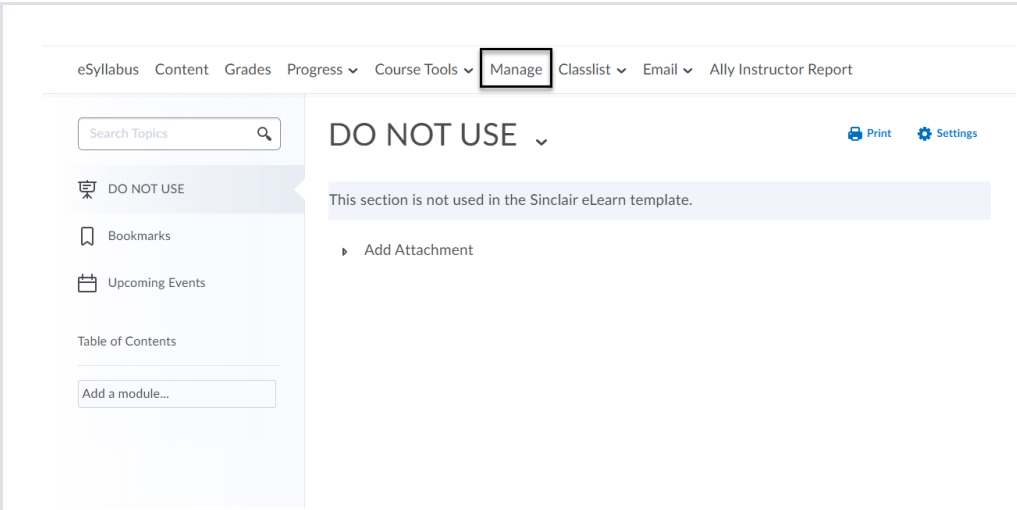 eSyllabus Content Grades Progress Course Tools Manage Classlist Email Ally Instructor Report
Search Topics
DO NOT USE
Bookmarks
Upcoming Events
Table of Contents
Add a module...
DO NOT USE
Print Settings
This section is not used in the Sinclair eLearn template.
Add Attachment